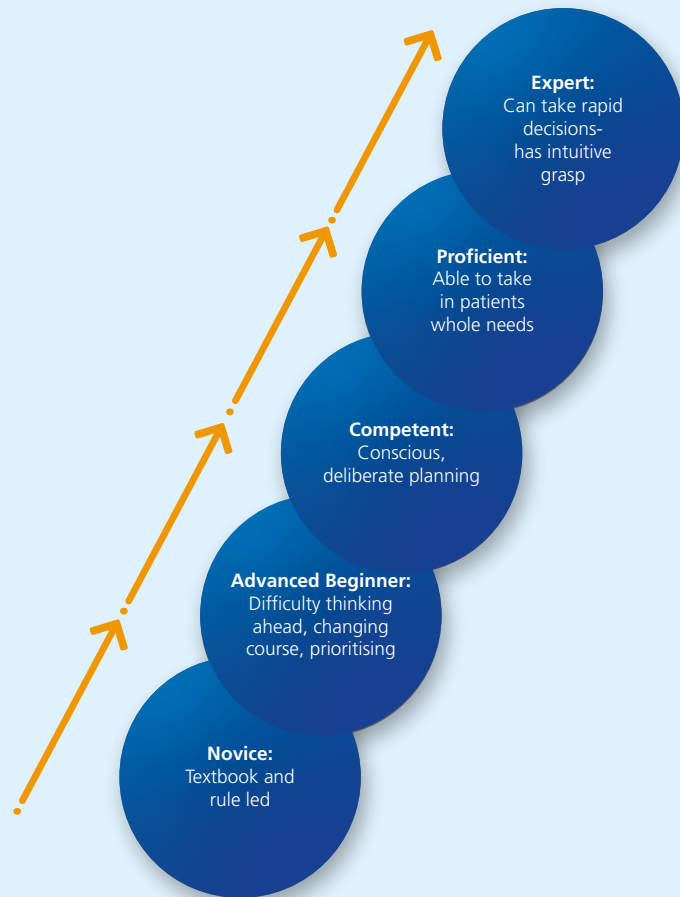 Expert:
Can take rapid
decisions-
has intuitive
grasp
Proficient:
Able to take
in patients
whole needs
Competent:
Conscious,
deliberate planning
Advanced Beginner:
Difficulty thinking
ahead, changing
course, prioritising
Novice:
Textbook and
rule led